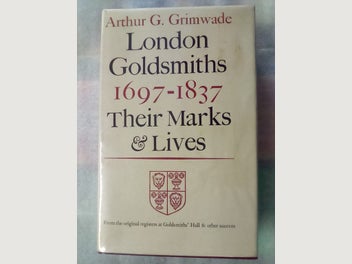 Arthur G. Grimwade
London
Goldsmiths
1697-1837
Their Marks
& Lives
From the original registers at Goldsmiths' Hall & other sources